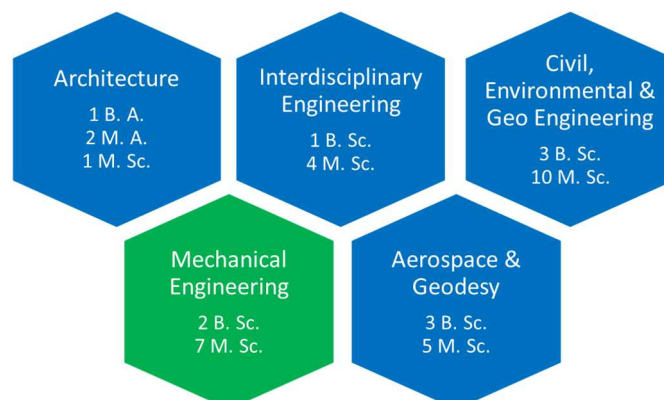 Architecture
1 B. A.
2 M. A.
1 M. Sc.
Interdisciplinary
Engineering
1 B. Sc.
4 M. Sc.
Civil,
Environmental &
Geo Engineering
3 B. Sc.
10 M. Sc.
Mechanical
Engineering
2 B. Sc.
7 M. Sc.
Aerospace &
Geodesy
3 B. Sc.
5 M. Sc.